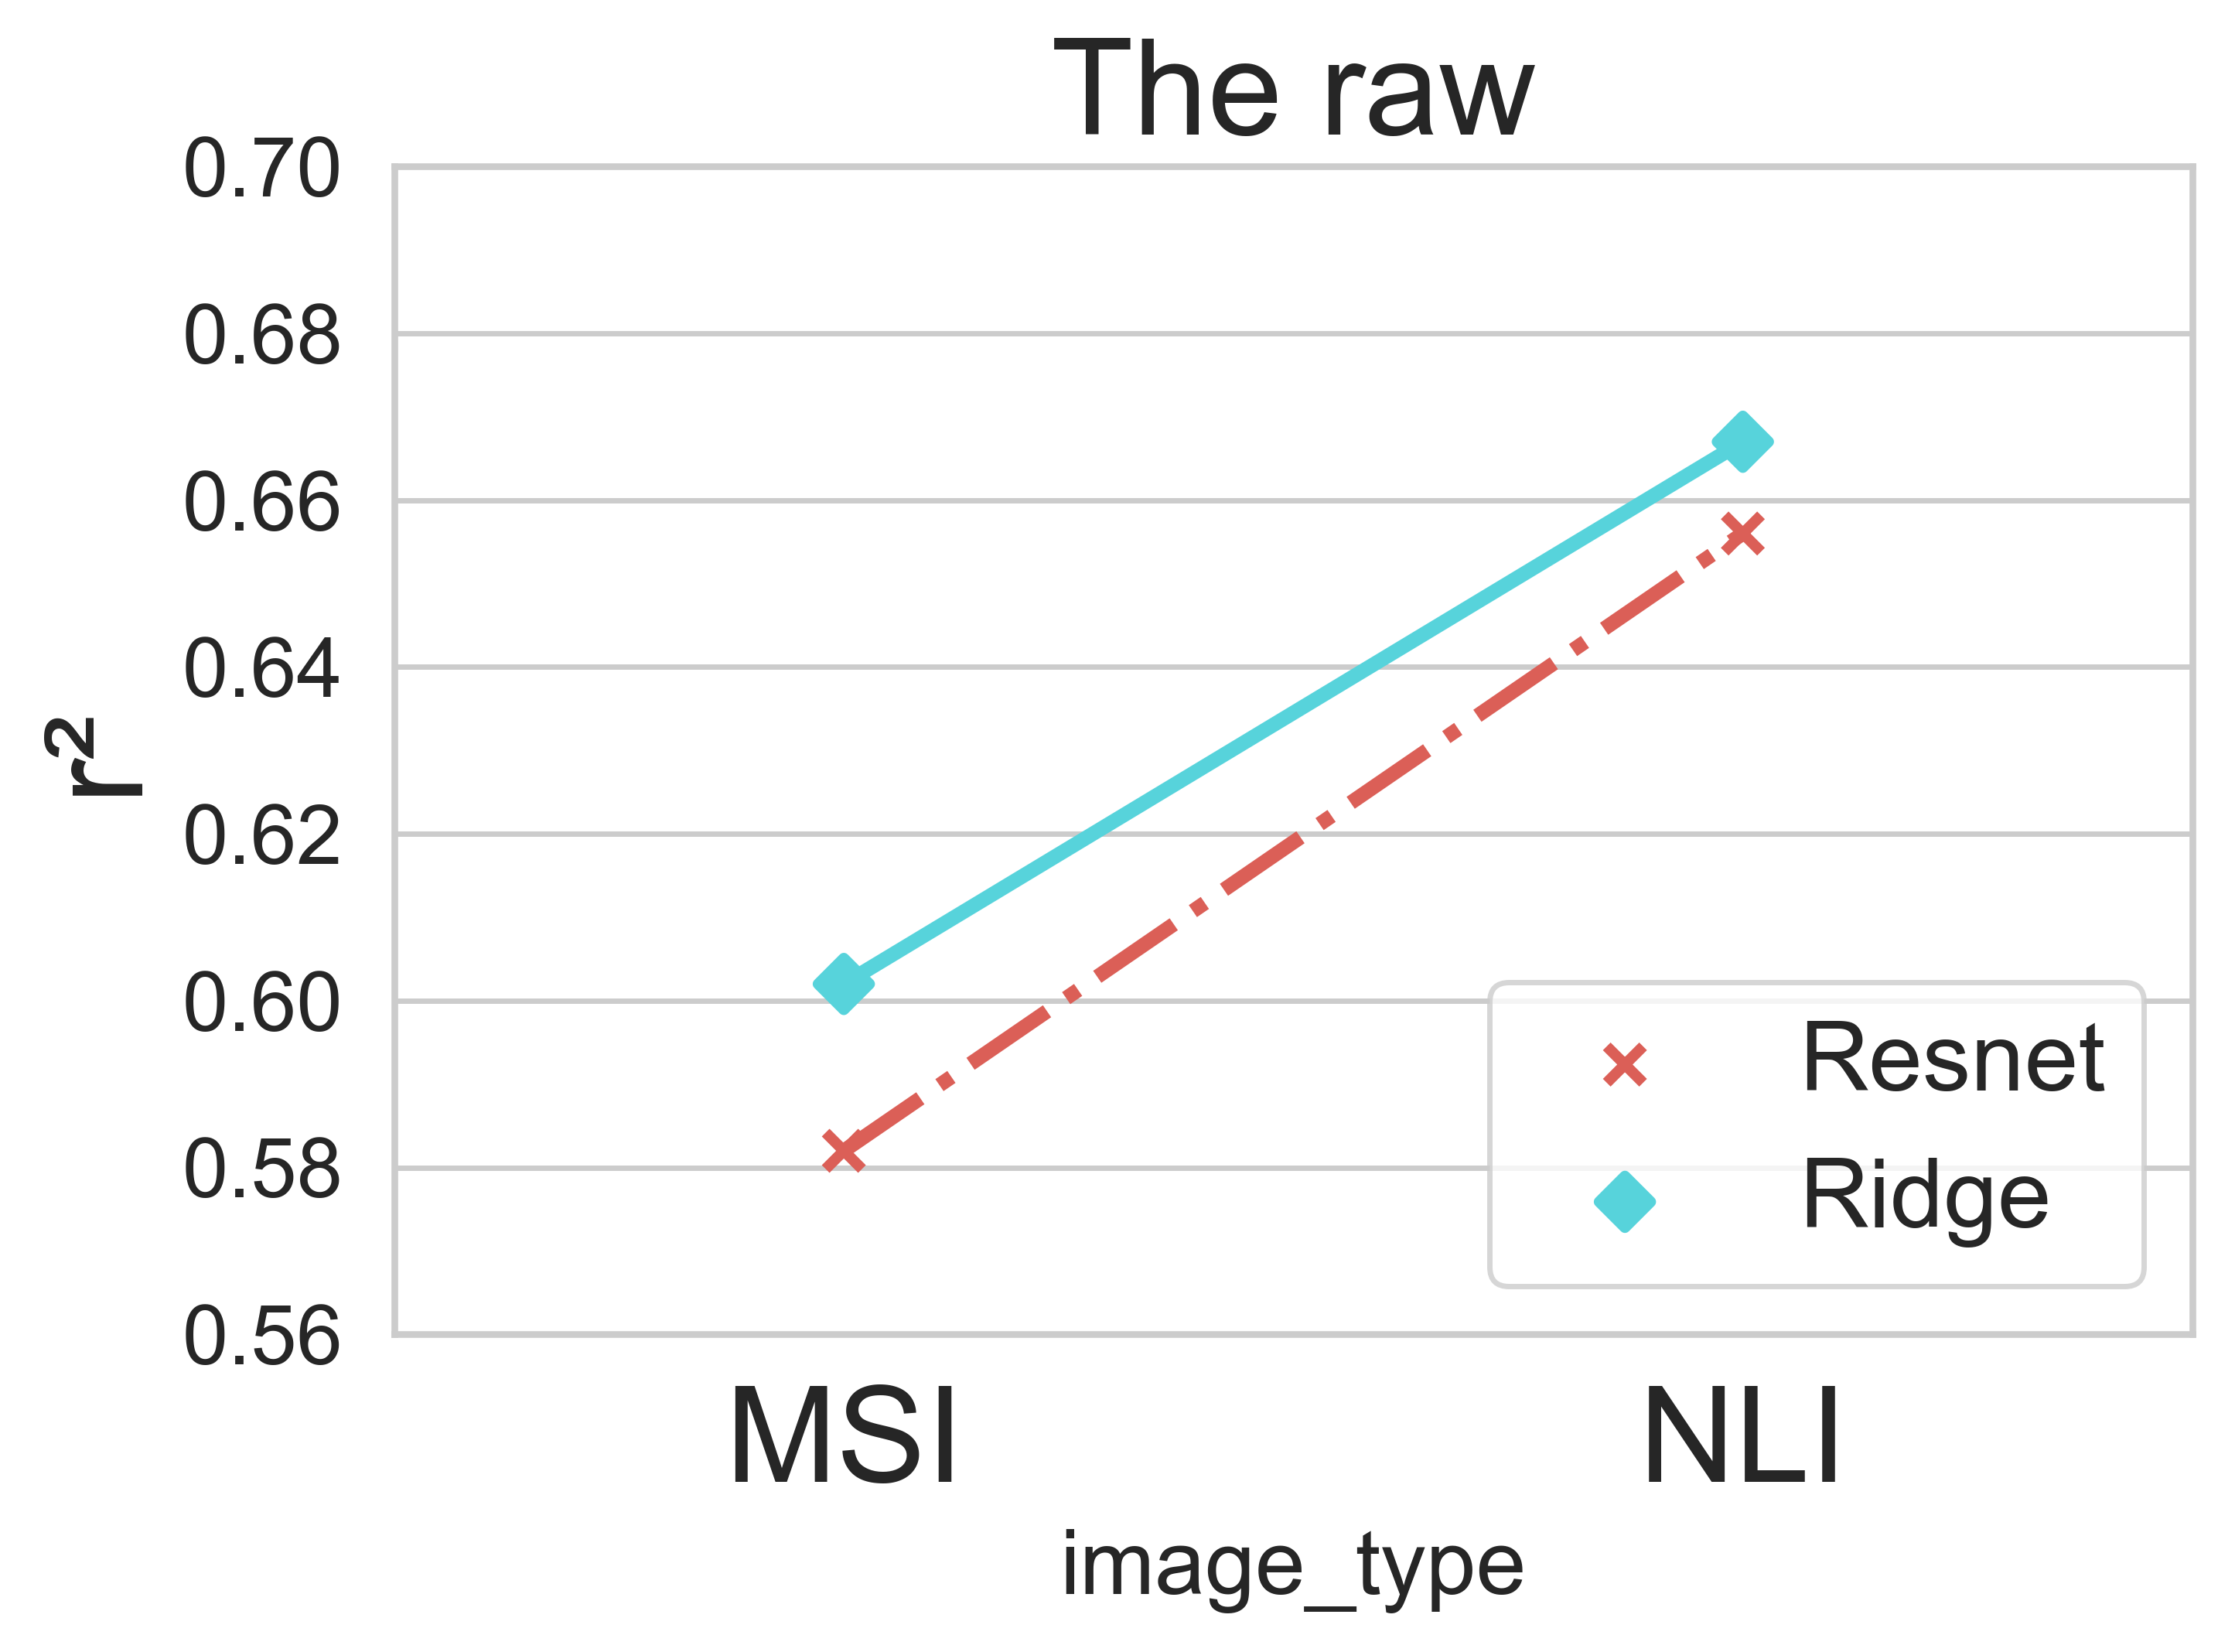 The raw
0.70
0.68
0.66
0.64
0.62
0.60
0.58
0.56
r²
Resnet
Ridge
MSI NLI
image_type